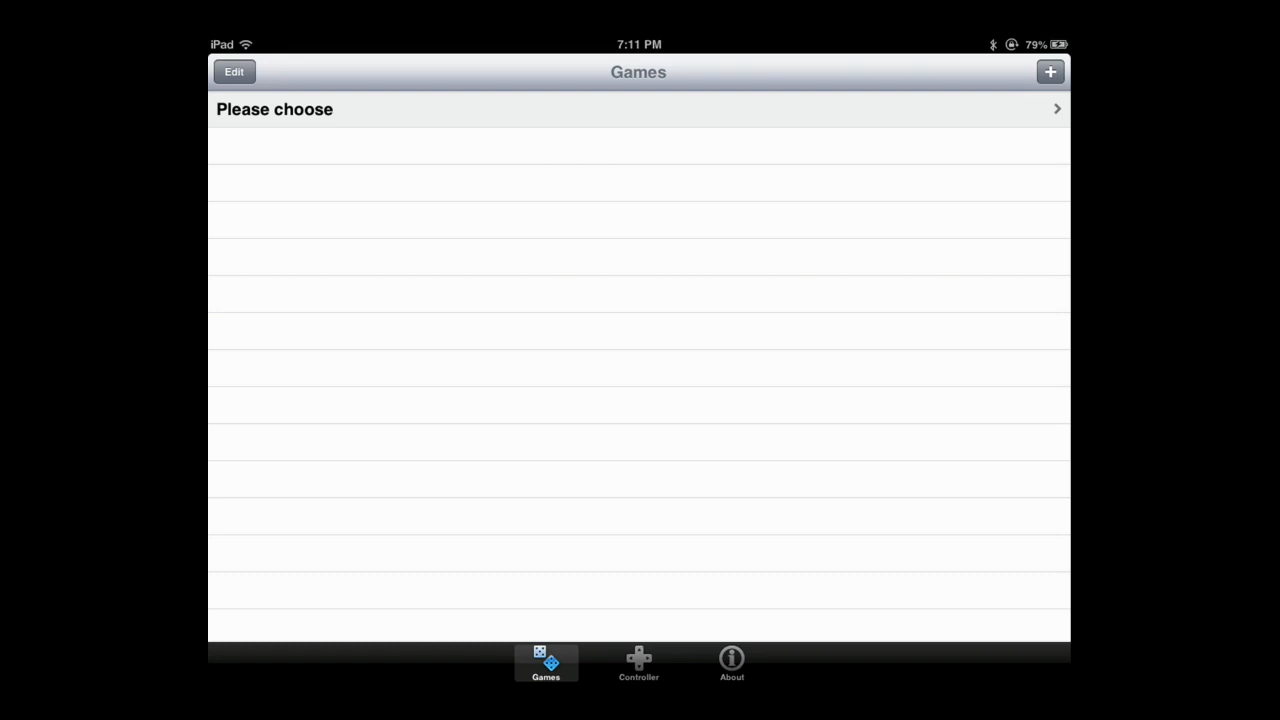 iPad 7:11 PM 79%
Edit Games +
Please choose
Games Controller About